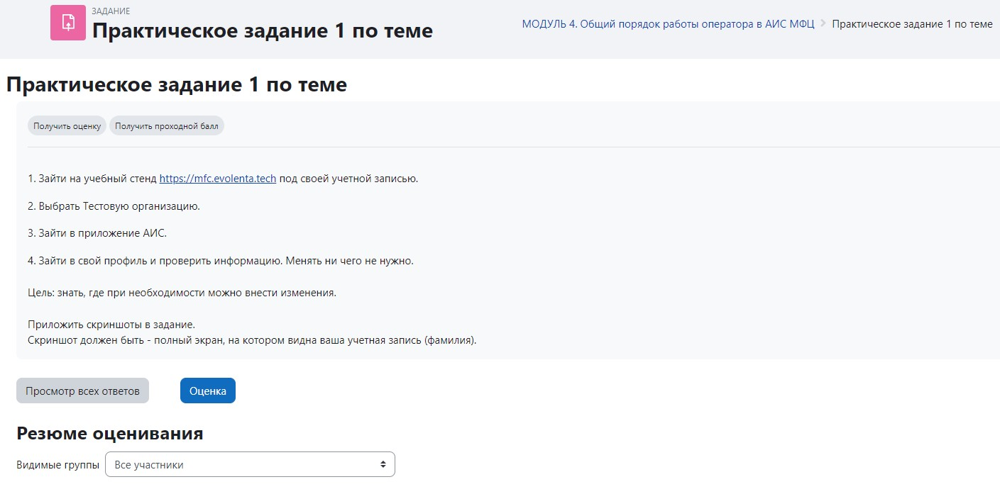 ЗАДАНИЕ
Практическое задание 1 по теме
МОДУЛЬ 4. Общий порядок работы оператора в АИС МФЦ > Практическое задание 1 по теме
Практическое задание 1 по теме
Получить оценку Получить проходной балл
1. Зайти на учебный стенд https://mfc.evolenta.tech под своей учетной записью.
2. Выбрать Тестовую организацию.
3. Зайти в приложение АИС.
4. Зайти в свой профиль и проверить информацию. Менять ни чего не нужно.
Цель: знать, где при необходимости можно внести изменения.
Приложить скриншоты в задание.
Скриншот должен быть - полный экран, на котором видна ваша учетная запись (фамилия).
Просмотр всех ответов Оценка
Резюме оценивания
Видимые группы Все участники